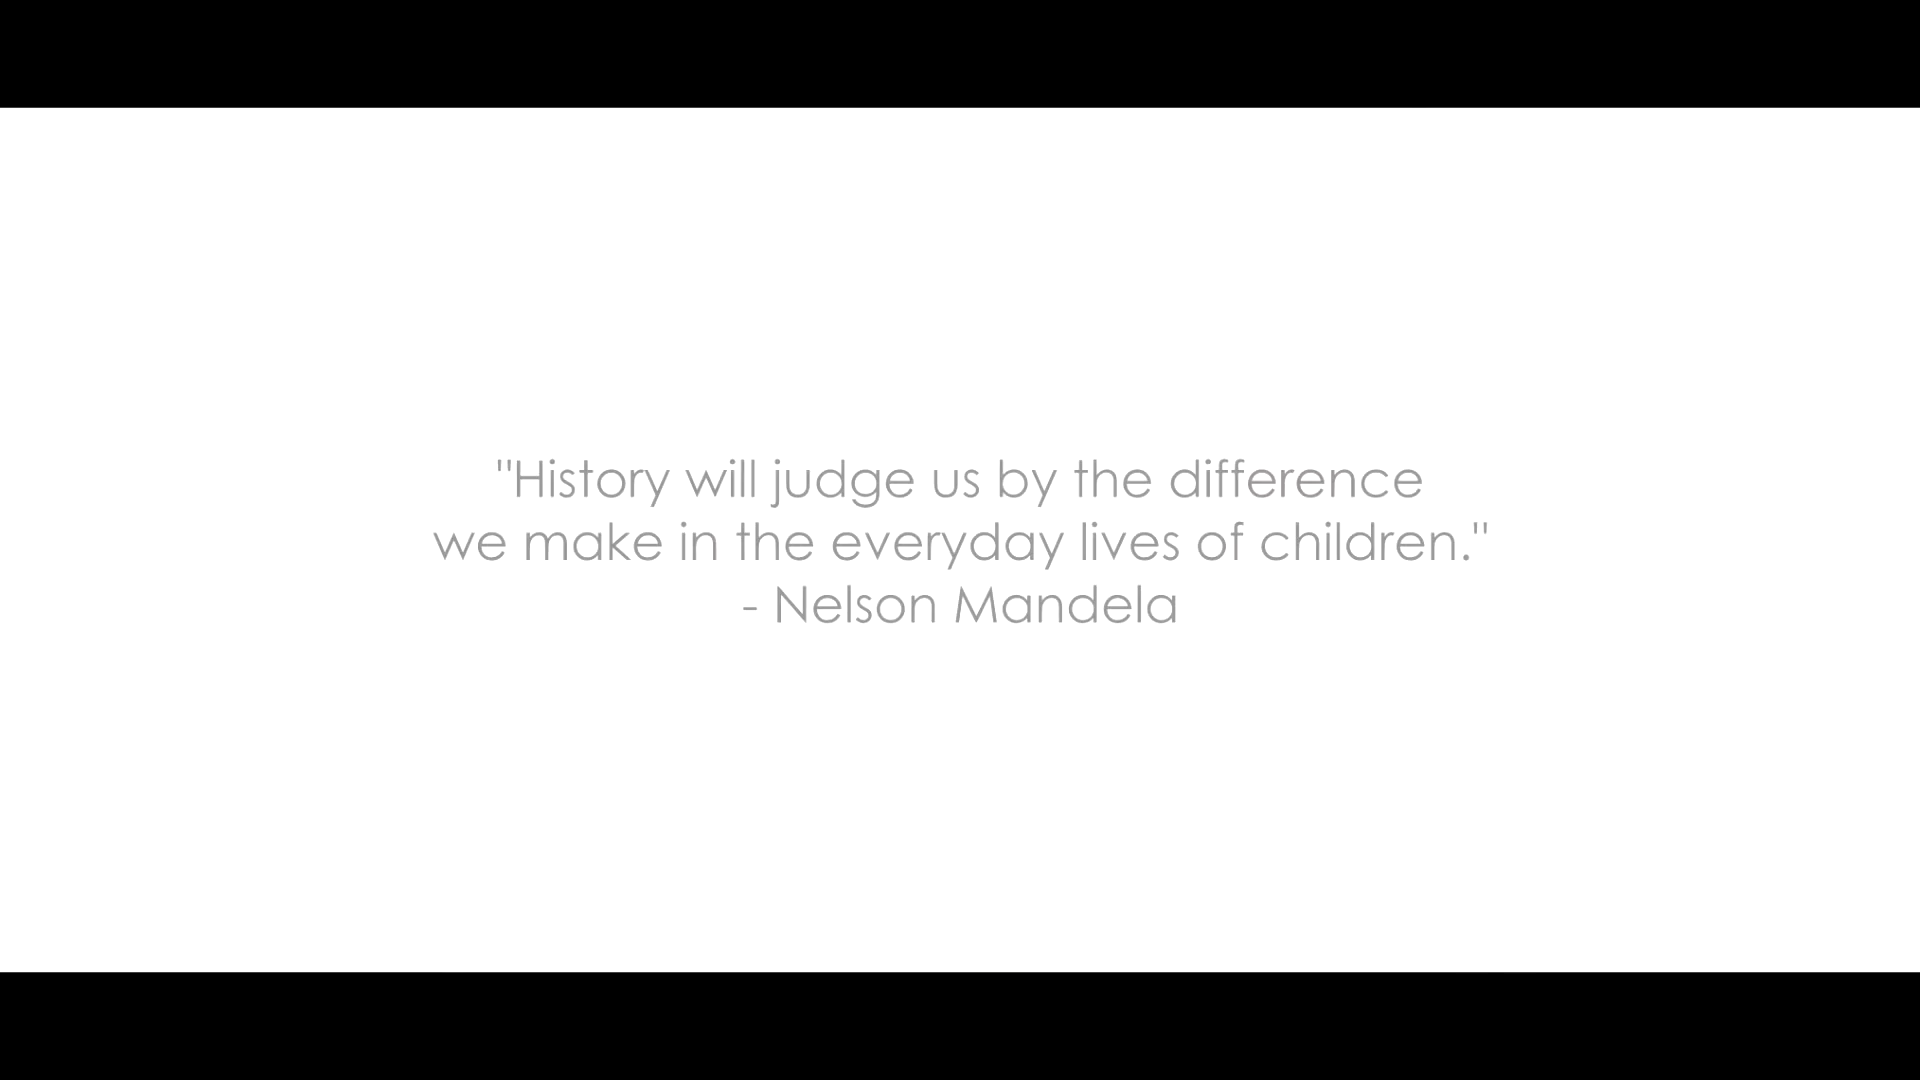 "History will judge us by the difference
we make in the everyday lives of children."
- Nelson Mandela